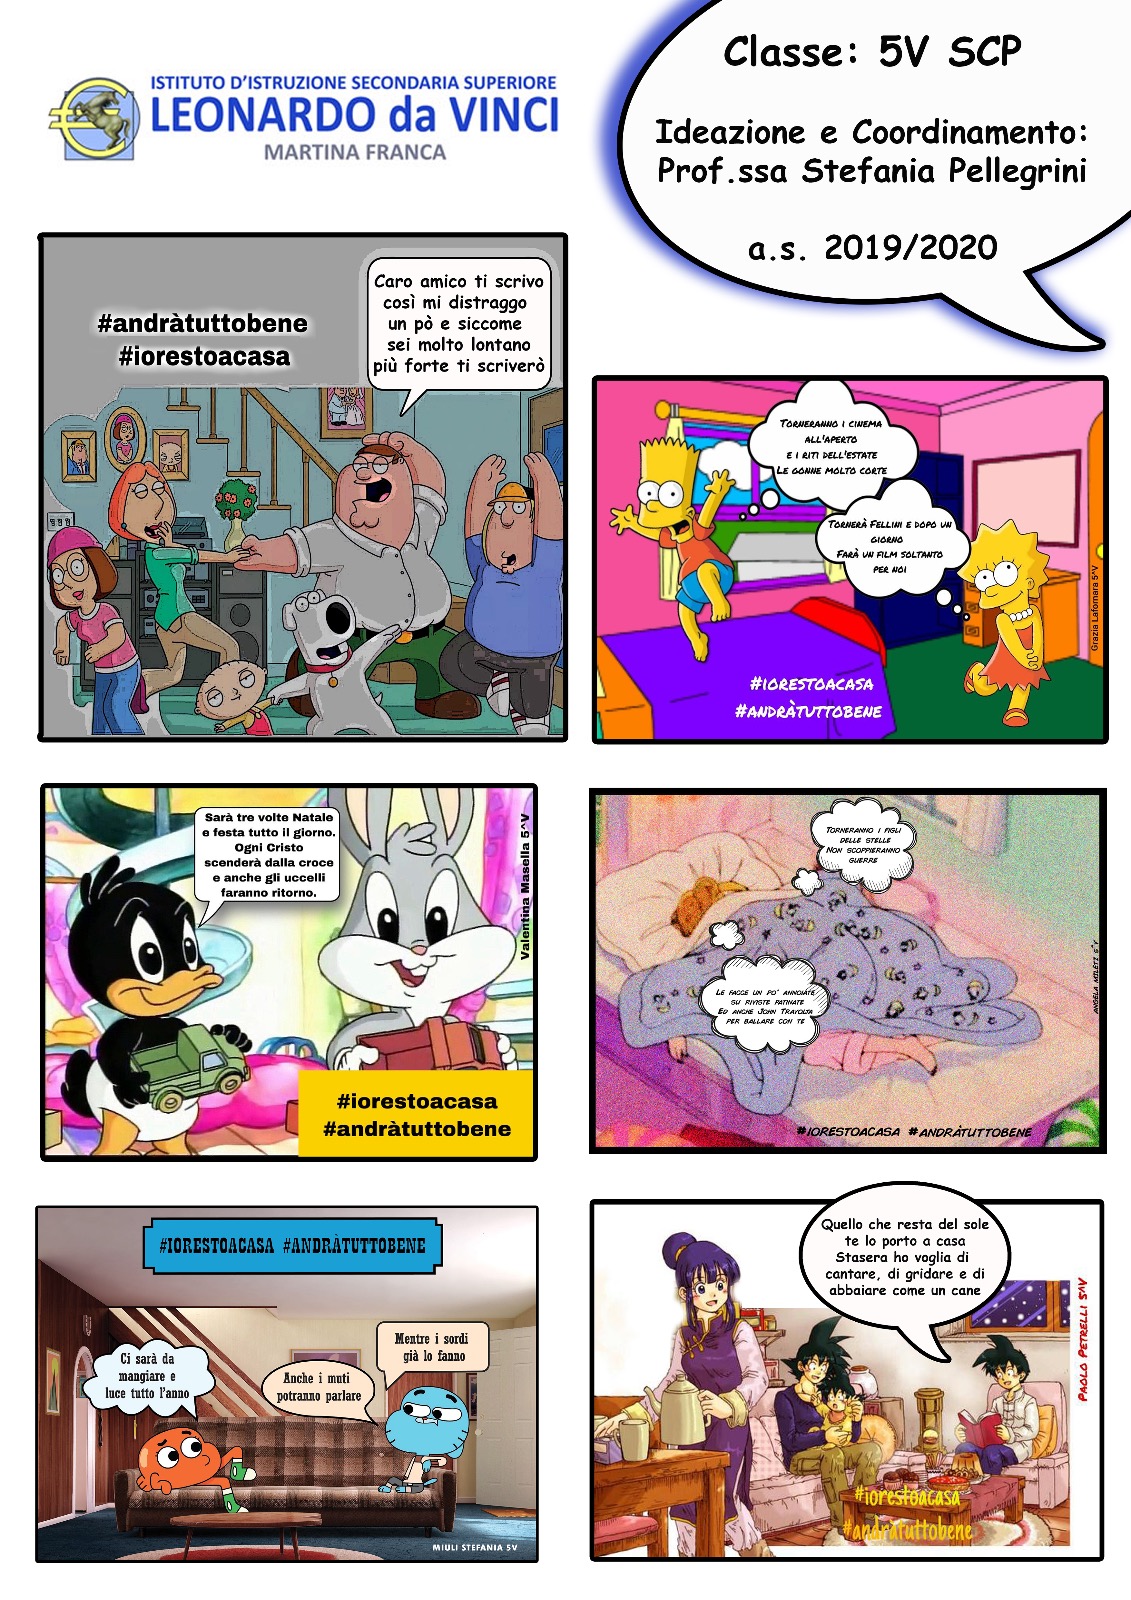 ISTITUTO D'ISTRUZIONE SECONDARIA SUPERIORE
LEONARDO da VINCI
MARTINA FRANCA
Classe: 5V SCP
Ideazione e Coordinamento:
Prof.ssa Stefania Pellegrini
a.s. 2019/2020
#andràtuttobene
#iorestoacasa
Caro amico ti scrivo
così mi distraggo
un pò e siccome
sei molto lontano
più forte ti scriverò
Torneranno i cinema
all'aperto
e i riti dell'estate
Le gonne molto corte
Tornerà Fellini e dopo un
giorno
Farà un film soltanto
per noi
#iorestoacasa
#andràtuttobene
Grazia Lafornara 5^V
Sarà tre volte Natale
e festa tutto il giorno.
Ogni Cristo
scenderà dalla croce
e anche gli uccelli
faranno ritorno.
Valentina Masella 5^V
#iorestoacasa
#andràtuttobene
Torneranno i figli
delle stelle
Non scoppieranno
guerre
Le facce un po' annoiate
su riviste patinate
Ed anche John Travolta
per ballare con te
Angela Mileti 5^V
#iorestoacasa #andràtuttobene
#IORESTOACASA #ANDRÀTUTTOBENE
Ci sarà da
mangiare e
luce tutto l'anno
Anche i muti
potranno parlare
Mentre i sordi
già lo fanno
MIULI STEFANIA 5V
Quello che resta del sole
te lo porto a casa
Stasera ho voglia di
cantare, di gridare e di
abbaiare come un cane
Paolo Petrelli 5^V
#iorestoacasa
#andràtuttobene